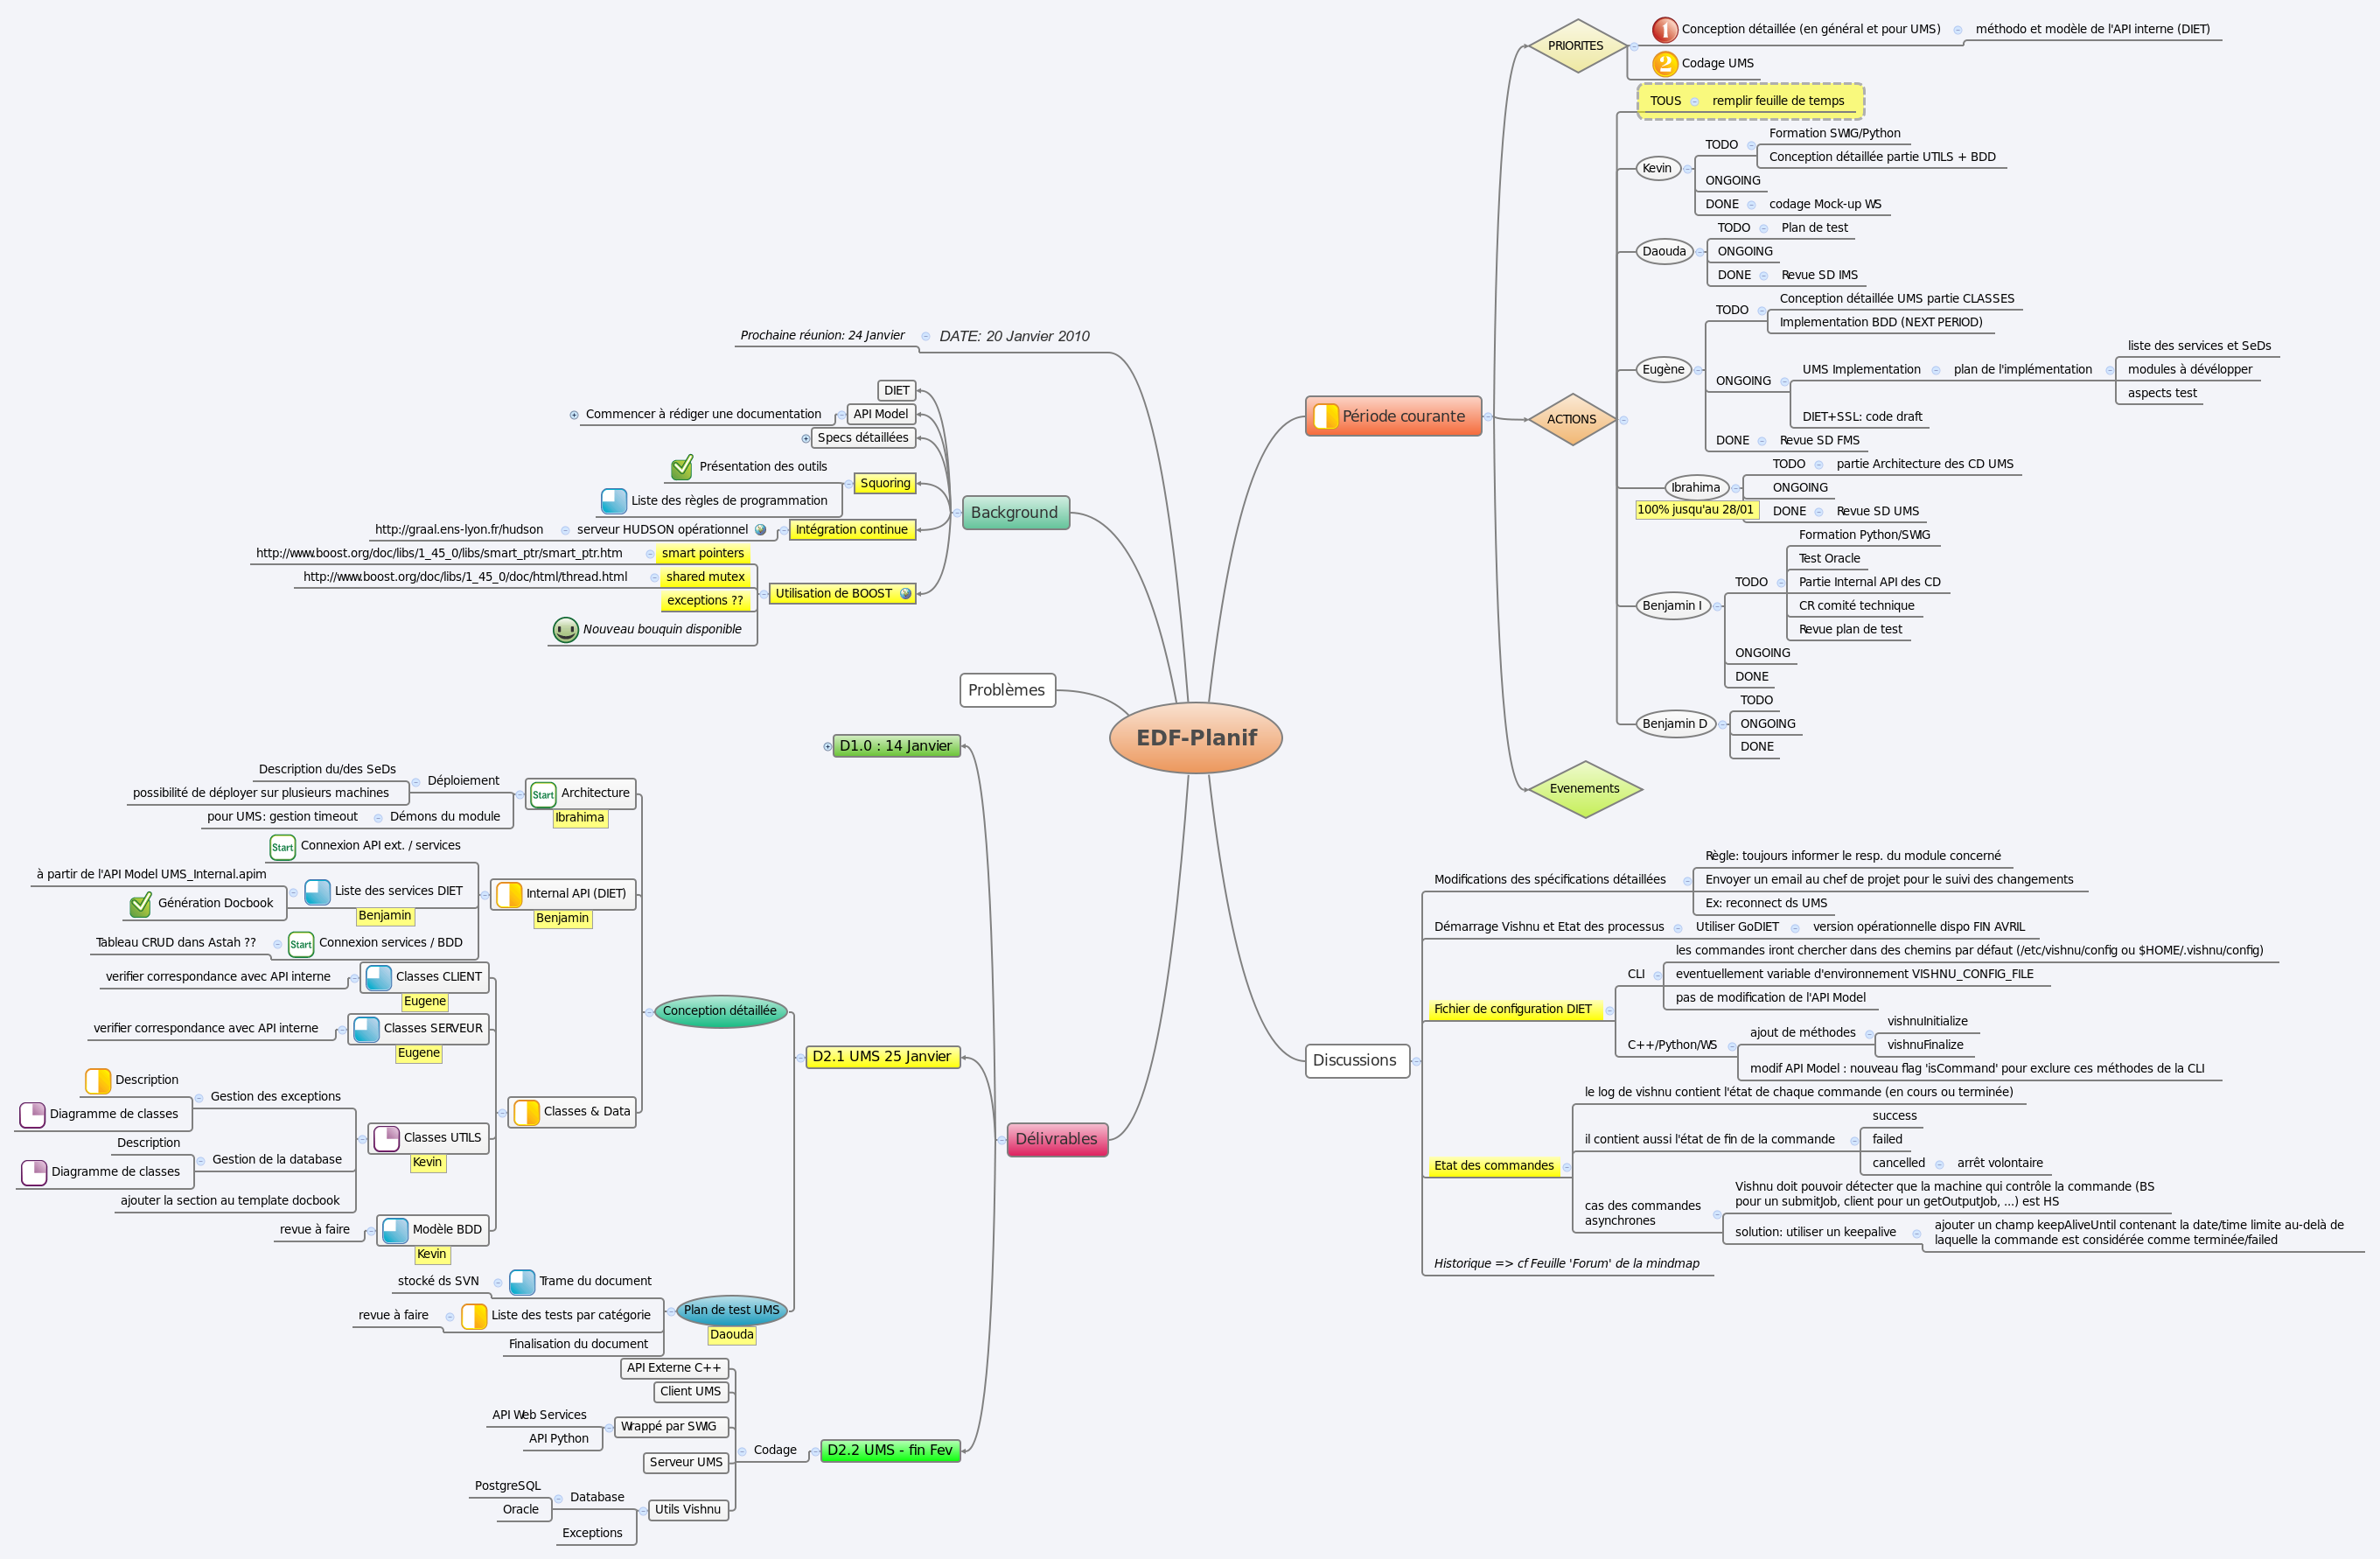 EDF-Planif
Période courante
PRIORITES
1 Conception détaillée (en général et pour UMS)
méthodo et modèle de l'API interne (DIET)
2 Codage UMS
ACTIONS
TOUS
remplir feuille de temps
Kevin
TODO
Formation SWIG/Python
Conception détaillée partie UTILS + BDD
ONGOING
DONE
codage Mock-up WS
Daouda
TODO
Plan de test
ONGOING
DONE
Revue SD IMS
Eugène
TODO
Conception détaillée UMS partie CLASSES
Implementation BDD (NEXT PERIOD)
ONGOING
UMS Implementation
plan de l'implémentation
liste des services et SeDs
modules à dévélopper
aspects test
DIET+SSL: code draft
DONE
Revue SD FMS
Ibrahima
100% jusqu'au 28/01
TODO
partie Architecture des CD UMS
ONGOING
DONE
Revue SD UMS
Benjamin I
TODO
Formation Python/SWIG
Test Oracle
Partie Internal API des CD
CR comité technique
Revue plan de test
ONGOING
DONE
Benjamin D
TODO
ONGOING
DONE
Evenements
Discussions
Modifications des spécifications détaillées
Règle: toujours informer le resp. du module concerné
Envoyer un email au chef de projet pour le suivi des changements
Ex: reconnect ds UMS
Démarrage Vishnu et Etat des processus
Utiliser GoDIET
version opérationnelle dispo FIN AVRIL
Fichier de configuration DIET
CLI
les commandes iront chercher dans des chemins par défaut (/etc/vishnu/config ou $HOME/.vishnu/config)
eventuellement variable d'environnement VISHNU_CONFIG_FILE
pas de modification de l'API Model
C++/Python/WS
ajout de méthodes
vishnuInitialize
vishnuFinalize
modif API Model : nouveau flag 'isCommand' pour exclure ces méthodes de la CLI
Etat des commandes
le log de vishnu contient l'état de chaque commande (en cours ou terminée)
il contient aussi l'état de fin de la commande
success
failed
cancelled
arrêt volontaire
cas des commandes
asynchrones
Vishnu doit pouvoir détecter que la machine qui contrôle la commande (BS
pour un submitJob, client pour un getOutputJob, ...) est HS
solution: utiliser un keepalive
ajouter un champ keepAliveUntil contenant la date/time limite au-delà de
laquelle la commande est considérée comme terminée/failed
Historique => cf Feuille 'Forum' de la mindmap
DATE: 20 Janvier 2010
Prochaine réunion: 24 Janvier
Background
DIET
API Model
Commencer à rédiger une documentation
Specs détaillées
Squoring
Présentation des outils
Liste des règles de programmation
Intégration continue
serveur HUDSON opérationnel
http://graal.ens-lyon.fr/hudson
Utilisation de BOOST
smart pointers
http://www.boost.org/doc/libs/1_45_0/libs/smart_ptr/smart_ptr.htm
shared mutex
http://www.boost.org/doc/libs/1_45_0/doc/html/thread.html
exceptions ??
Nouveau bouquin disponible
Problèmes
Délivrables
D1.0 : 14 Janvier
D2.1 UMS 25 Janvier
Conception détaillée
Start Architecture
Ibrahima
Déploiement
Description du/des SeDs
possibilité de déployer sur plusieurs machines
Démons du module
pour UMS: gestion timeout
Internal API (DIET)
Benjamin
Start Connexion API ext. / services
Liste des services DIET
Benjamin
à partir de l'API Model UMS_Internal.apim
Génération Docbook
Start Connexion services / BDD
Tableau CRUD dans Astah ??
Classes & Data
Classes CLIENT
Eugene
verifier correspondance avec API interne
Classes SERVEUR
Eugene
verifier correspondance avec API interne
Classes UTILS
Kevin
Gestion des exceptions
Description
Diagramme de classes
Gestion de la database
Description
Diagramme de classes
ajouter la section au template docbook
Modèle BDD
Kevin
revue à faire
Plan de test UMS
Daouda
Trame du document
stocké ds SVN
Liste des tests par catégorie
revue à faire
Finalisation du document
D2.2 UMS - fin Fev
Codage
API Externe C++
Client UMS
Wrappé par SWIG
API Web Services
API Python
Serveur UMS
Utils Vishnu
Database
PostgreSQL
Oracle
Exceptions